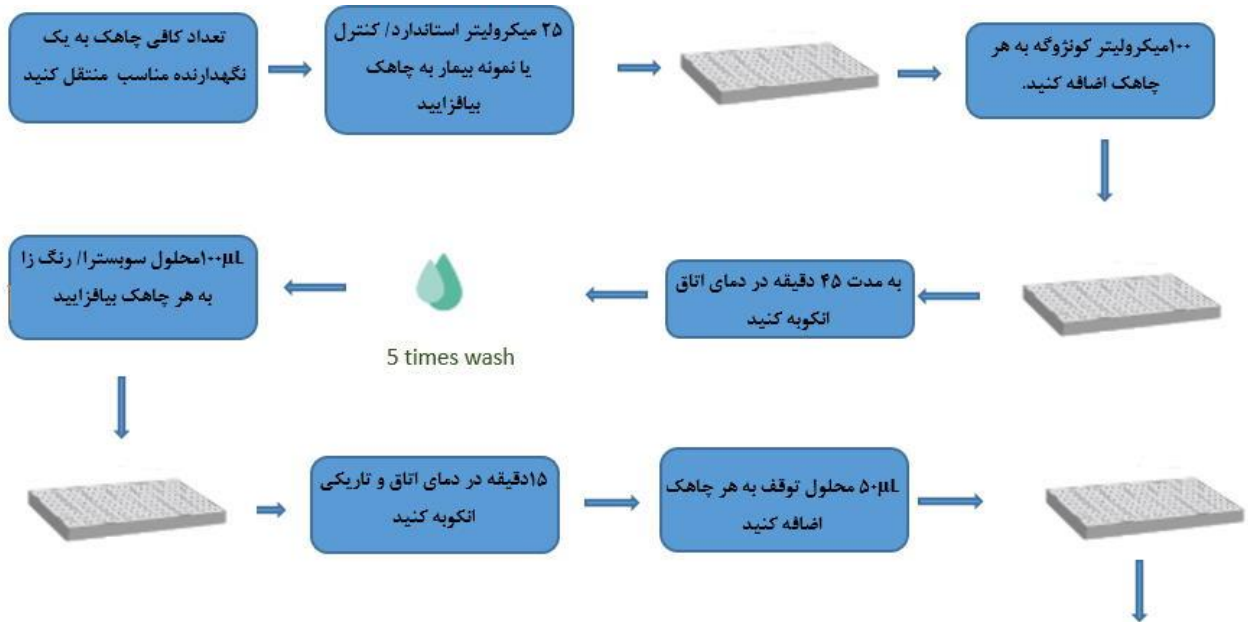 تعداد کافی چاهک به یک
نگهدارنده مناسب منتقل کنید
۲۵ میکرولیتر استاندارد/ کنترل
یا نمونه بیمار به چاهک
بیافزایید
۱۰۰میکرولیتر کونژوگه به هر
چاهک اضافه کنید.
به مدت ۴۵ دقیقه در دمای اتاق
انکوبه کنید
5 times wash
۱۰۰µL محلول سوبسترا/ رنگ زا
به هر چاهک بیافزایید
۱۵دقیقه در دمای اتاق و تاریکی
انکوبه کنید
۵۰µL محلول توقف به هر چاهک
اضافه کنید